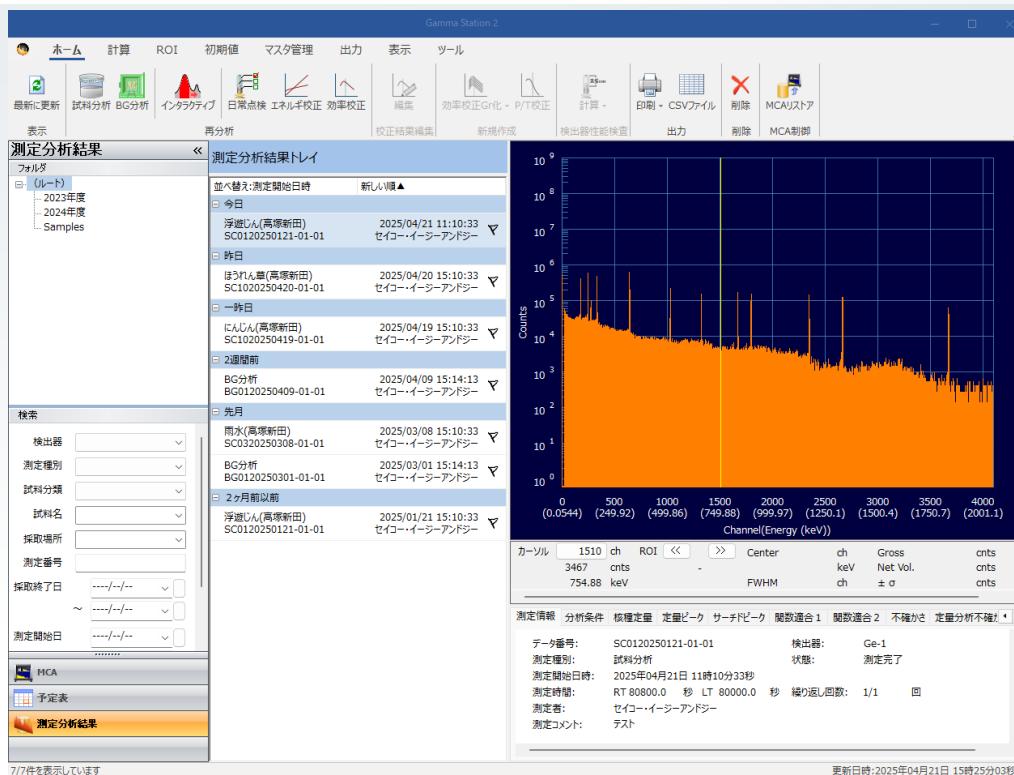 Gamma Station 2
ホーム 計算 ROI 初期値 マスタ管理 出力 表示 ツール
最新に更新 試料分析 BG分析 インタラクティブ 日常点検 エネルギ校正 効率校正 編集 効率校正Gr化 P/T校正 計算 印刷 CSVファイル 削除 MCAリストア
表示 再分析 校正結果編集 新規作成 検出器性能検査 出力 削除 MCA制御
測定分析結果 «
フォルダ
(ルート)
2023年度
2024年度
Samples
検索
検出器
測定種別
試料分類
試料名
採取場所
測定番号
採取終了日 ----/--/--
~ ----/--/--
測定開始日 ----/--/--
MCA
予定表
測定分析結果
測定分析結果トレイ
並べ替え:測定開始日時 新しい順▲
今日
浮遊じん(高塚新田) 2025/04/21 11:10:33
SC0120250121-01-01 セイコー・イージーアンドジー
昨日
ほうれん草(高塚新田) 2025/04/20 15:10:33
SC1020250420-01-01 セイコー・イージーアンドジー
一昨日
にんじん(高塚新田) 2025/04/19 15:10:33
SC1020250419-01-01 セイコー・イージーアンドジー
2週間前
BG分析 2025/04/09 15:14:13
BG0120250409-01-01 セイコー・イージーアンドジー
先月
雨水(高塚新田) 2025/03/08 15:10:33
SC0320250308-01-01 セイコー・イージーアンドジー
BG分析 2025/03/01 15:14:13
BG0120250301-01-01 セイコー・イージーアンドジー
2ヶ月前以前
浮遊じん(高塚新田) 2025/01/21 15:10:33
SC0120250121-01-01 セイコー・イージーアンドジー
Counts
10 9
10 8
10 7
10 6
10 5
10 4
10 3
10 2
10 1
10 0
0 500 1000 1500 2000 2500 3000 3500 4000
(0.0544) (249.92) (499.86) (749.88) (999.97) (1250.1) (1500.4) (1750.7) (2001.1)
Channel(Energy (keV))
カーソル 1510 ch ROI << >> Center ch Gross cnts
3467 cnts - keV Net Vol. cnts
754.88 keV FWHM ch ± σ cnts
測定情報 分析条件 核種定量 定量ピーク サーチドピーク 関数適合1 関数適合2 不確かさ 定量分析不確か
データ番号: SC0120250121-01-01 検出器: Ge-1
測定種別: 試料分析 状態: 測定完了
測定開始日時: 2025年04月21日 11時10分33秒
測定時間: RT 80800.0 秒 LT 80000.0 秒 繰り返し回数: 1/1 回
測定者: セイコー・イージーアンドジー
測定コメント: テスト
7/7件を表示しています 更新日時:2025年04月21日 15時25分03秒